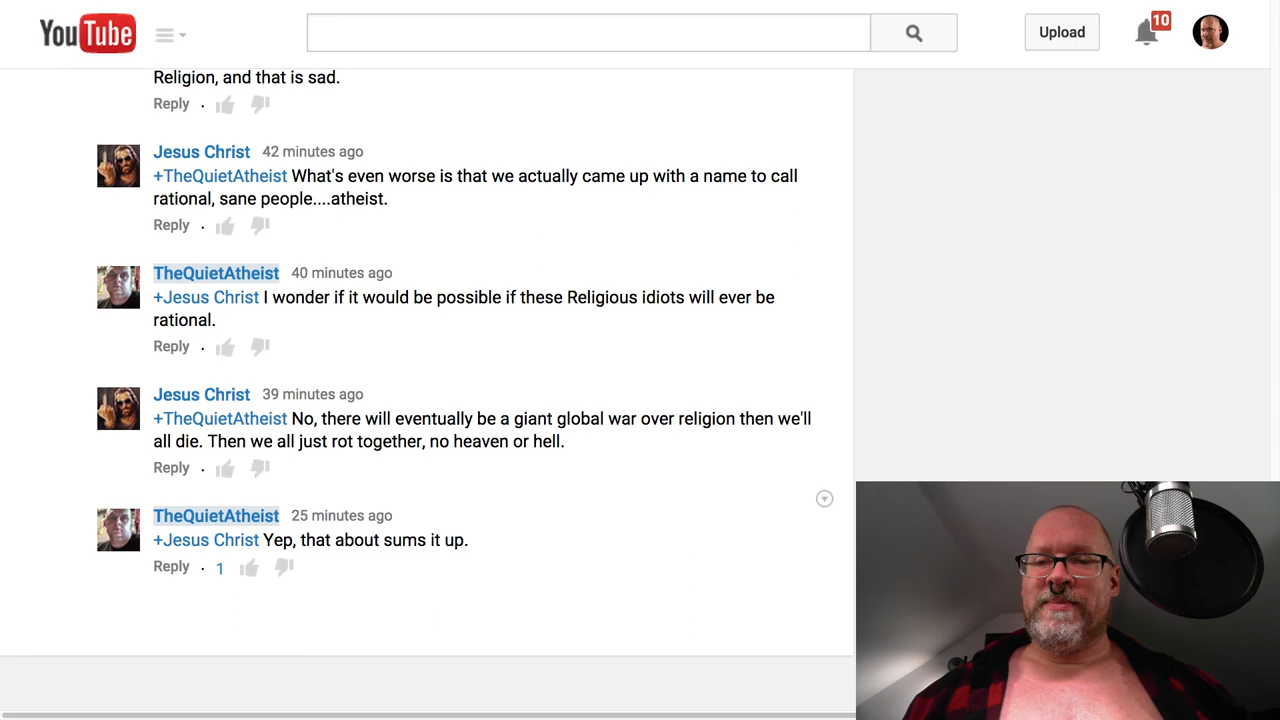 YouTube
Upload
10
Religion, and that is sad.
Reply .
Jesus Christ 42 minutes ago
+TheQuietAtheist What's even worse is that we actually came up with a name to call
rational, sane people....atheist.
Reply .
TheQuietAtheist 40 minutes ago
+Jesus Christ I wonder if it would be possible if these Religious idiots will ever be
rational.
Reply .
Jesus Christ 39 minutes ago
+TheQuietAtheist No, there will eventually be a giant global war over religion then we'll
all die. Then we all just rot together, no heaven or hell.
Reply .
TheQuietAtheist 25 minutes ago
+Jesus Christ Yep, that about sums it up.
Reply . 1